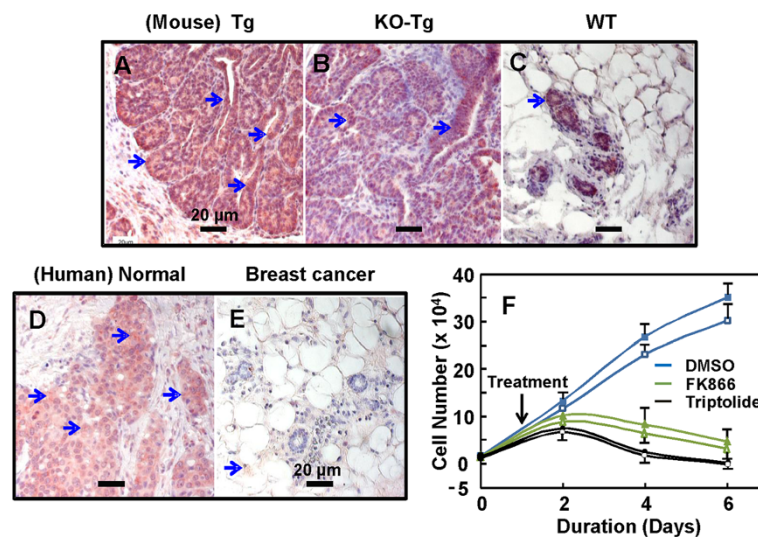 (Mouse) Tg KO-Tg WT
A B C
20 µm
(Human) Normal Breast cancer
D E
20 µm
F
Cell Number (x 10⁴)
40
30
20
10
0
-5
Treatment
DMSO
FK866
Triptolide
0 2 4 6
Duration (Days)